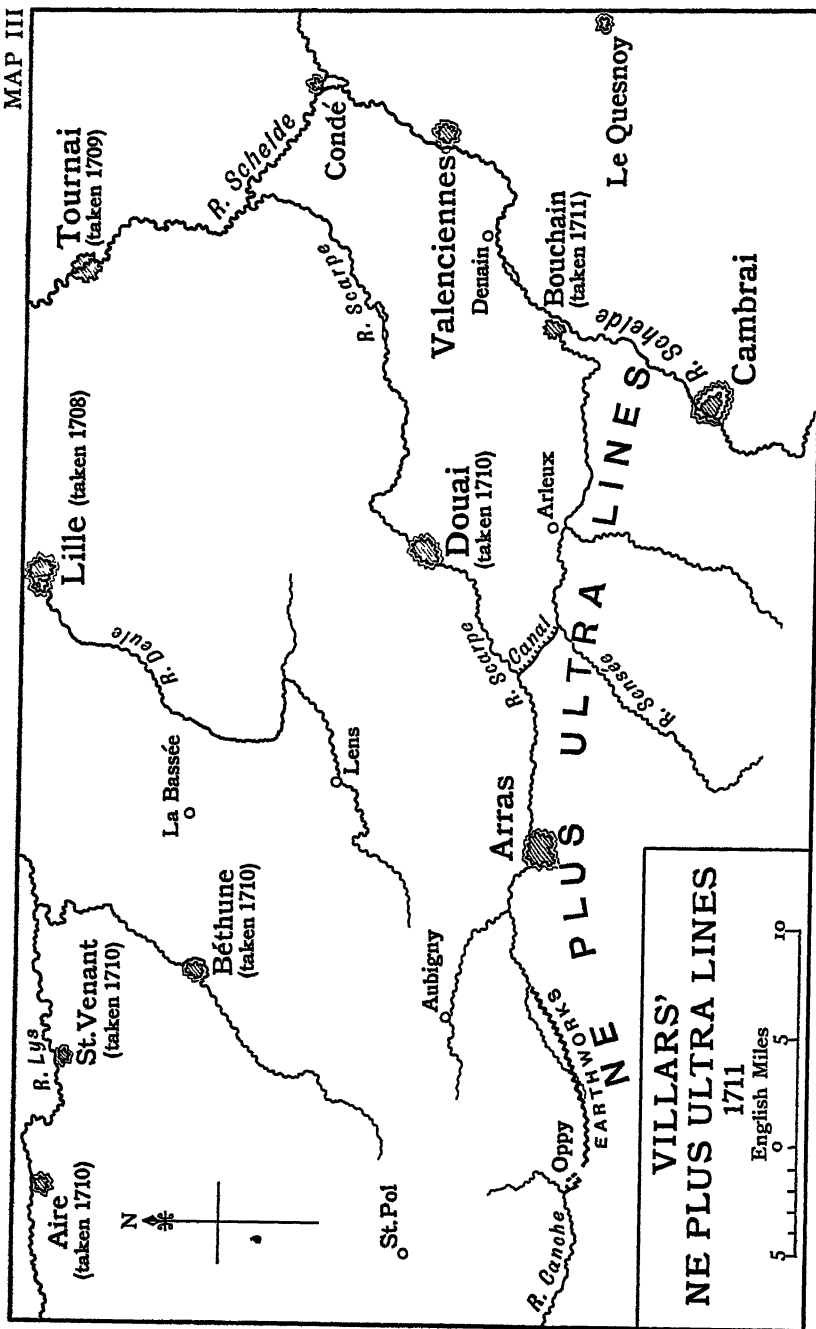 MAP III
Aire
(taken 1710)
R. Lys
St. Venant
(taken 1710)
Béthune
(taken 1710)
La Bassée
Lille (taken 1708)
R. Deule
Lens
Tournai
(taken 1709)
R. Schelde
Condé
R. Scarpe
Valenciennes
Denain
Le Quesnoy
Bouchain
(taken 1711)
Douai
(taken 1710)
Arleux
R. Schelde
Cambrai
R. Scarpe
Canal
R. Sensée
Arras
Aubigny
N
St. Pol
Oppy
R. Canche
EARTHWORKS
NE PLUS ULTRA LINES
VILLARS'
NE PLUS ULTRA LINES
1711
English Miles
5 0 5 10